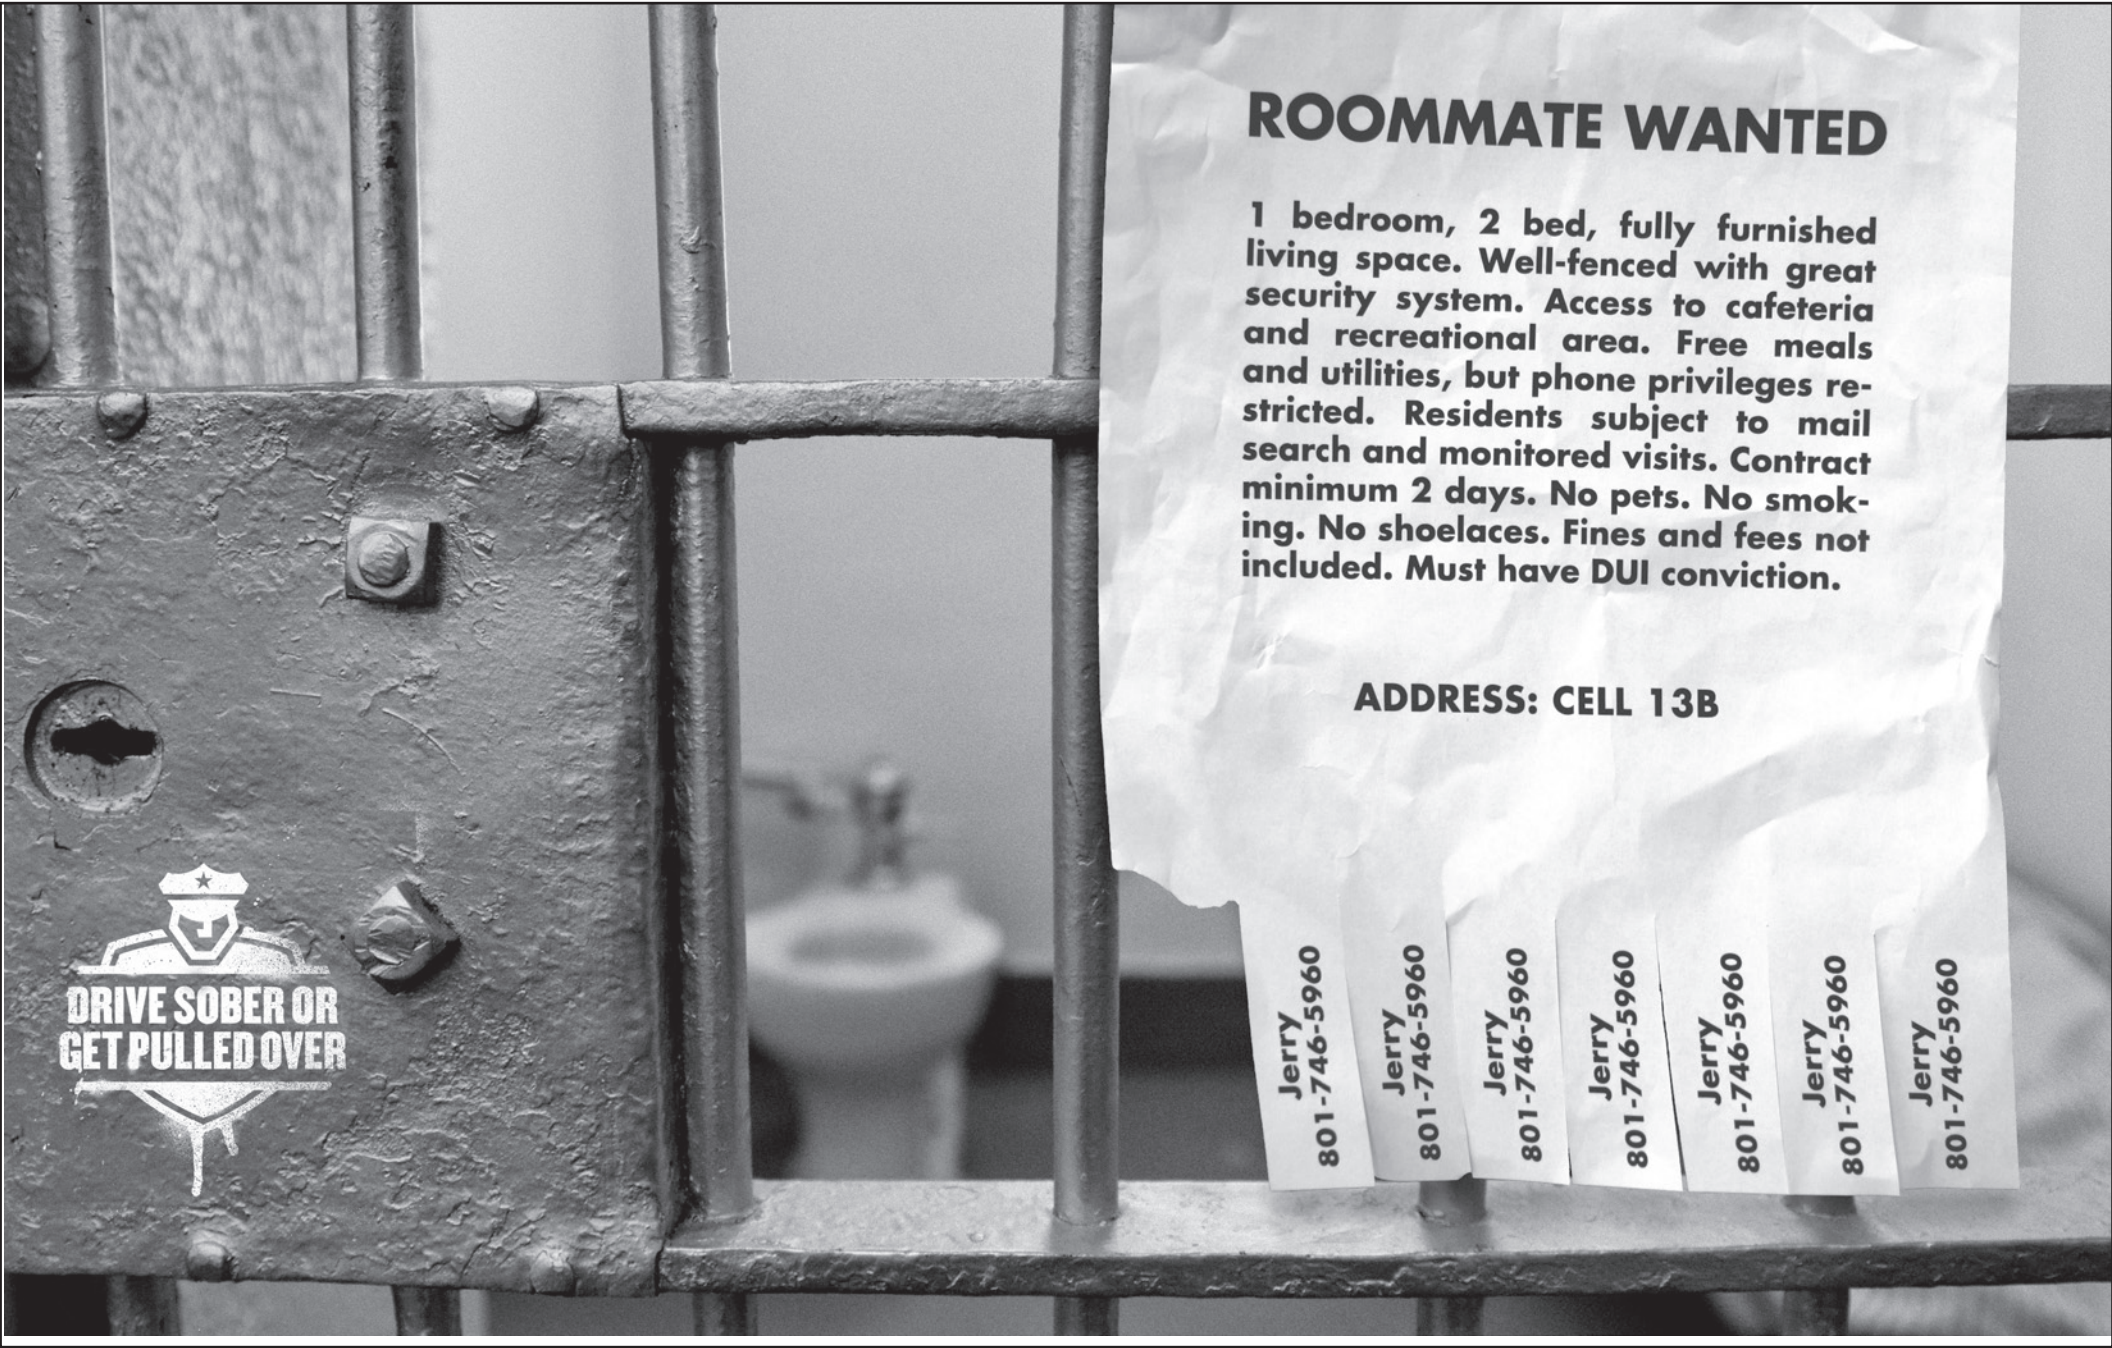 ROOMMATE WANTED
1 bedroom, 2 bed, fully furnished
living space. Well-fenced with great
security system. Access to cafeteria
and recreational area. Free meals
and utilities, but phone privileges re-
stricted. Residents subject to mail
search and monitored visits. Contract
minimum 2 days. No pets. No smok-
ing. No shoelaces. Fines and fees not
included. Must have DUI conviction.
ADDRESS: CELL 13B
Jerry
801-746-5960
Jerry
801-746-5960
Jerry
801-746-5960
Jerry
801-746-5960
Jerry
801-746-5960
Jerry
801-746-5960
Jerry
801-746-5960
DRIVE SOBER OR
GET PULLED OVER